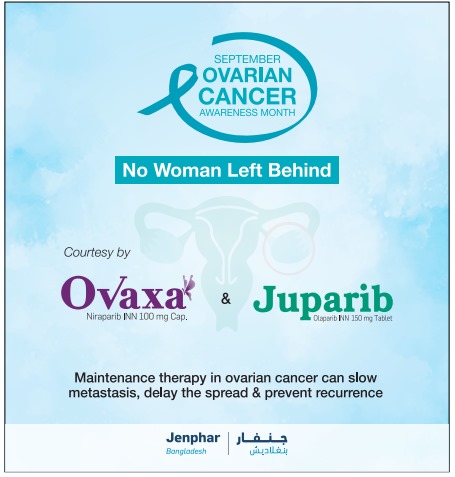 SEPTEMBER
OVARIAN
CANCER
AWARENESS MONTH
No Woman Left Behind
Courtesy by
Ovaxa
Niraparib INN 100 mg Cap.
&
Juparib
Olaparib INN 150 mg Tablet
Maintenance therapy in ovarian cancer can slow
metastasis, delay the spread & prevent recurrence
Jenphar
Bangladesh
جنفار
بنغلاديش